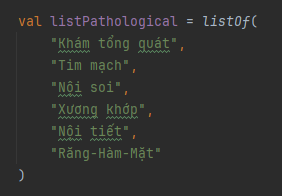 val listPathological = listOf(
"Khám tổng quát",
"Tim mạch",
"Nội soi",
"Xương khớp",
"Nội tiết",
"Răng-Hàm-Mặt"
)